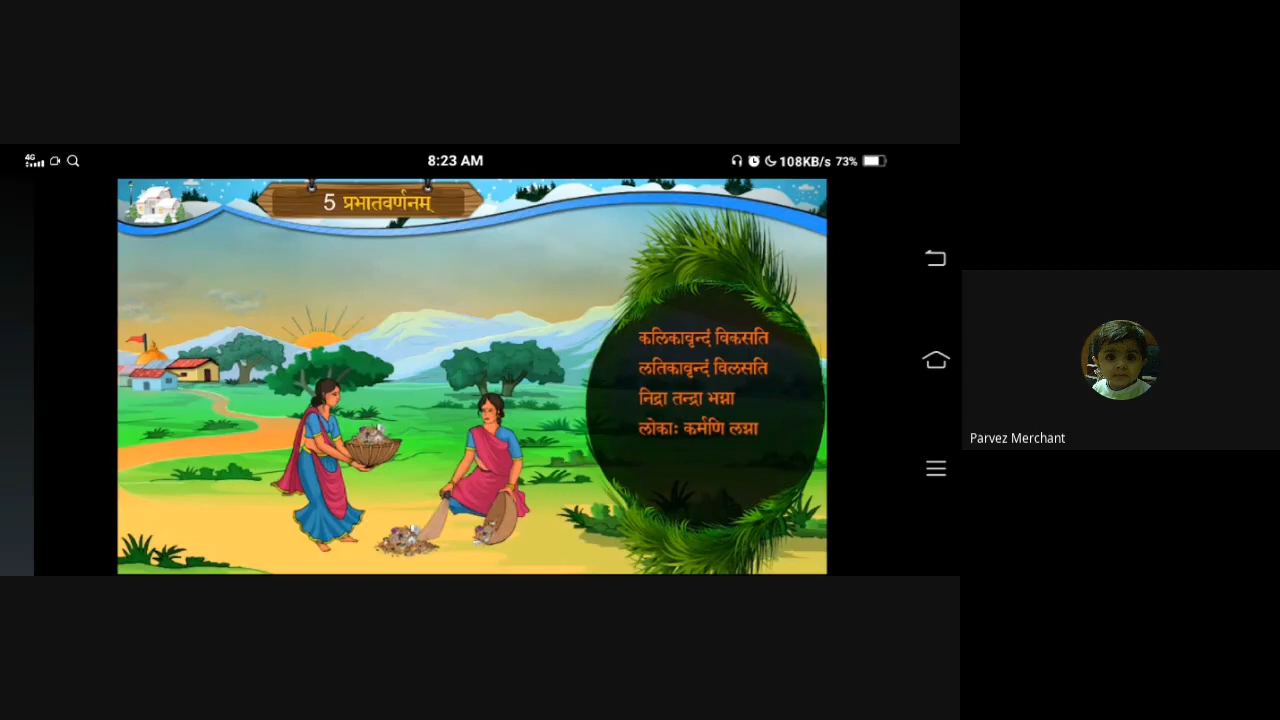 4G 8:23 AM 108KB/s 73%
5 प्रभातवर्णनम्
कलिकावृन्दं विकसति
लतिकावृन्दं विलसति
निद्रा तन्द्रा भग्ना
लोकाः कर्मणि लग्ना
Parvez Merchant